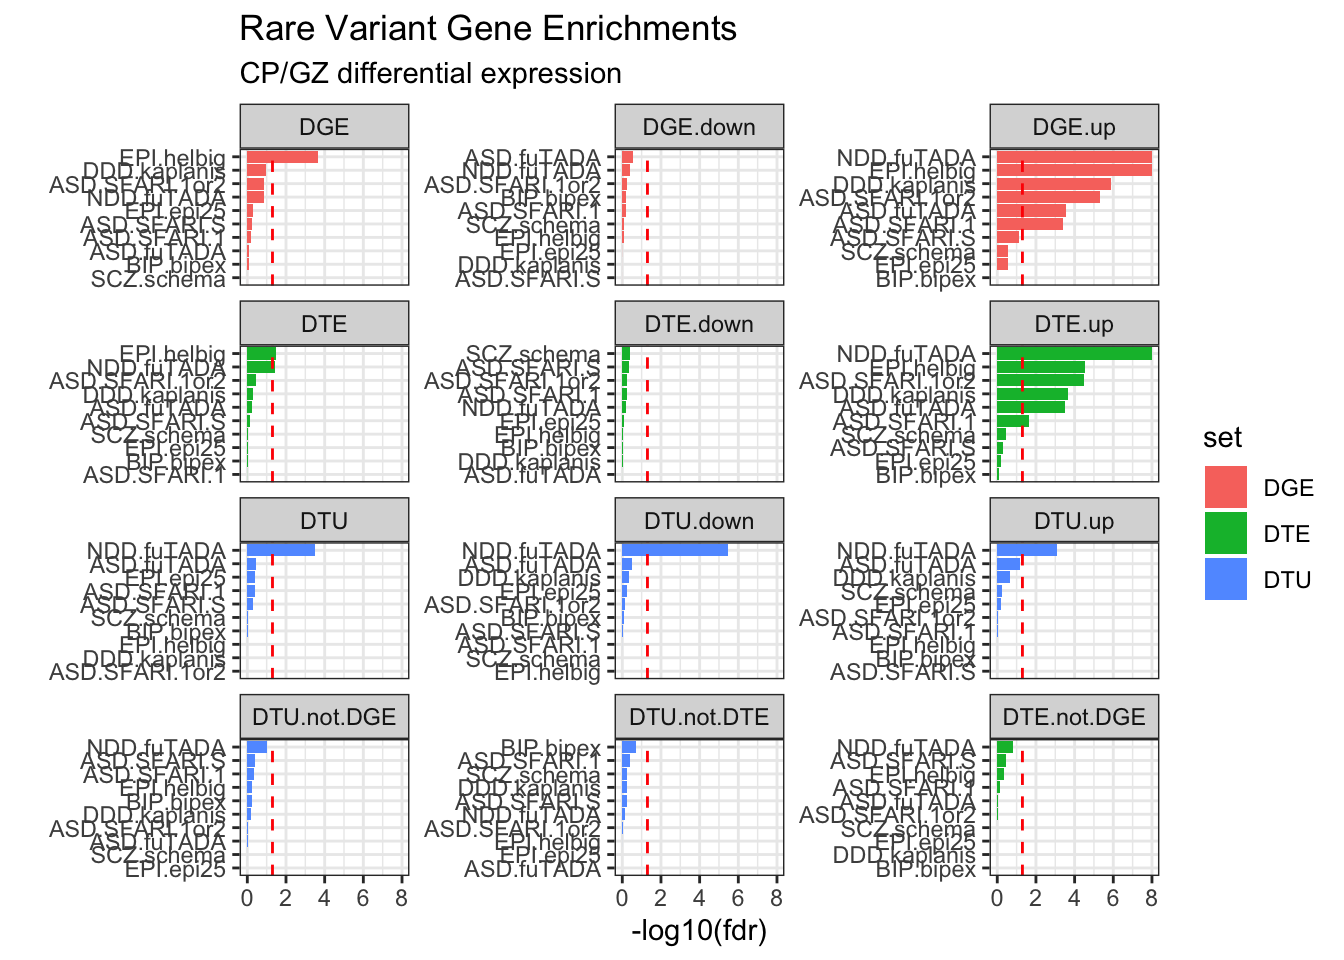 Rare Variant Gene Enrichments
CP/GZ differential expression
DGE
EPI.helbig
DDD.kaplanis
ASD.SFARI.1or2
NDD.fuTADA
EPI.epi25
ASD.SFARI.S
ASD.SFARI.1
ASD.fuTADA
BIP.bipex
SCZ.schema
DGE.down
ASD.fuTADA
NDD.fuTADA
ASD.SFARI.1or2
BIP.bipex
ASD.SFARI.1
SCZ.schema
EPI.helbig
EPI.epi25
DDD.kaplanis
ASD.SFARI.S
DGE.up
NDD.fuTADA
EPI.helbig
DDD.kaplanis
ASD.SFARI.1or2
ASD.fuTADA
ASD.SFARI.1
ASD.SFARI.S
SCZ.schema
EPI.epi25
BIP.bipex
DTE
EPI.helbig
NDD.fuTADA
ASD.SFARI.1or2
DDD.kaplanis
ASD.fuTADA
ASD.SFARI.S
SCZ.schema
EPI.epi25
BIP.bipex
ASD.SFARI.1
DTE.down
SCZ.schema
ASD.SFARI.S
ASD.SFARI.1or2
ASD.SFARI.1
NDD.fuTADA
EPI.epi25
EPI.helbig
BIP.bipex
DDD.kaplanis
ASD.fuTADA
DTE.up
NDD.fuTADA
EPI.helbig
ASD.SFARI.1or2
DDD.kaplanis
ASD.fuTADA
ASD.SFARI.1
SCZ.schema
ASD.SFARI.S
EPI.epi25
BIP.bipex
DTU
NDD.fuTADA
ASD.fuTADA
EPI.epi25
ASD.SFARI.1
ASD.SFARI.S
SCZ.schema
BIP.bipex
EPI.helbig
DDD.kaplanis
ASD.SFARI.1or2
DTU.down
NDD.fuTADA
ASD.fuTADA
DDD.kaplanis
EPI.epi25
ASD.SFARI.1or2
BIP.bipex
ASD.SFARI.S
ASD.SFARI.1
SCZ.schema
EPI.helbig
DTU.up
NDD.fuTADA
ASD.fuTADA
DDD.kaplanis
SCZ.schema
EPI.epi25
ASD.SFARI.1or2
ASD.SFARI.1
EPI.helbig
BIP.bipex
ASD.SFARI.S
DTU.not.DGE
NDD.fuTADA
ASD.SFARI.S
ASD.SFARI.1
EPI.helbig
BIP.bipex
DDD.kaplanis
ASD.SFARI.1or2
ASD.fuTADA
SCZ.schema
EPI.epi25
0 2 4 6 8
DTU.not.DTE
BIP.bipex
ASD.SFARI.1
SCZ.schema
DDD.kaplanis
ASD.SFARI.S
NDD.fuTADA
ASD.SFARI.1or2
EPI.helbig
EPI.epi25
ASD.fuTADA
0 2 4 6 8
DTE.not.DGE
NDD.fuTADA
ASD.SFARI.S
EPI.helbig
ASD.SFARI.1
ASD.fuTADA
ASD.SFARI.1or2
SCZ.schema
EPI.epi25
DDD.kaplanis
BIP.bipex
0 2 4 6 8
-log10(fdr)
set
DGE
DTE
DTU